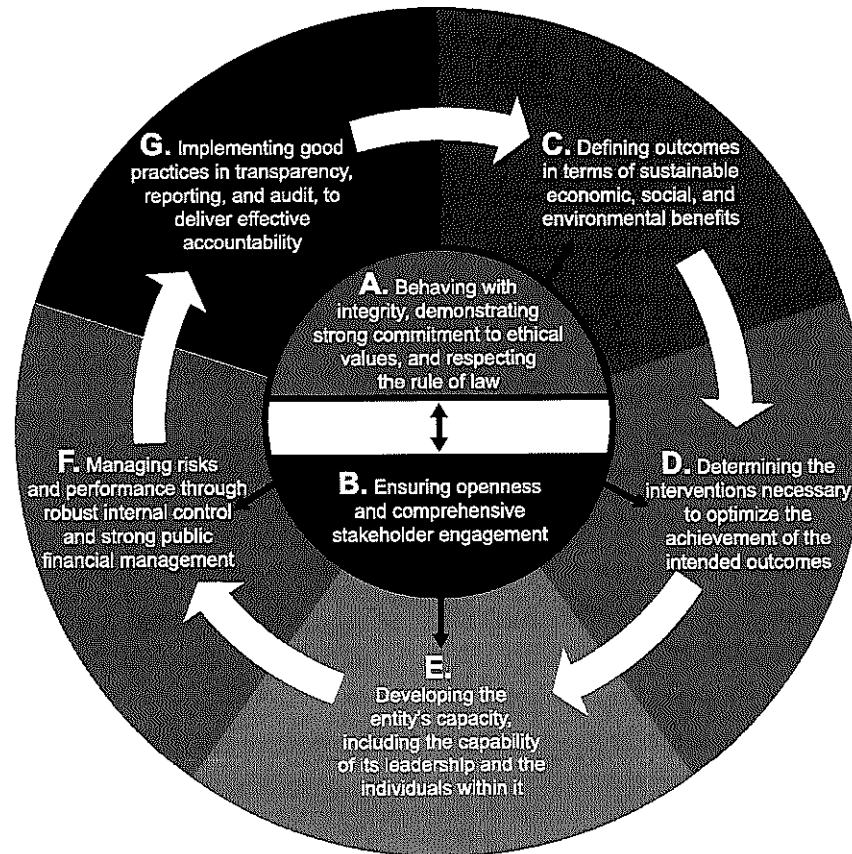 A. Behaving with
integrity, demonstrating
strong commitment to ethical
values, and respecting
the rule of law
B. Ensuring openness
and comprehensive
stakeholder engagement
C. Defining outcomes
in terms of sustainable
economic, social, and
environmental benefits
D. Determining the
interventions necessary
to optimize the
achievement of the
intended outcomes
E.
Developing the
entity's capacity,
including the capability
of its leadership and the
individuals within it
F. Managing risks
and performance through
robust internal control
and strong public
financial management
G. Implementing good
practices in transparency,
reporting, and audit, to
deliver effective
accountability